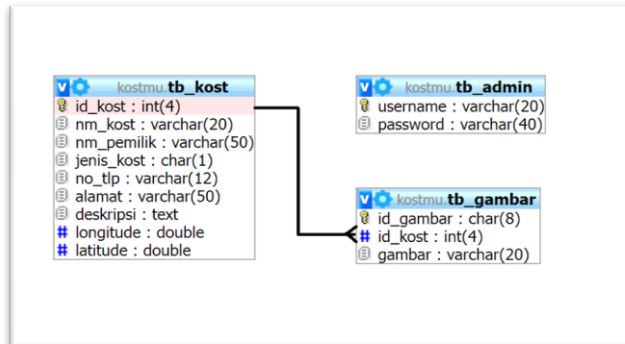 kostmu.tb_kost
id_kost : int(4)
nm_kost : varchar(20)
nm_pemilik : varchar(50)
jenis_kost : char(1)
no_tlp : varchar(12)
alamat : varchar(50)
deskripsi : text
# longitude : double
# latitude : double
kostmu.tb_admin
username : varchar(20)
password : varchar(40)
kostmu.tb_gambar
id_gambar : char(8)
# id_kost : int(4)
gambar : varchar(20)